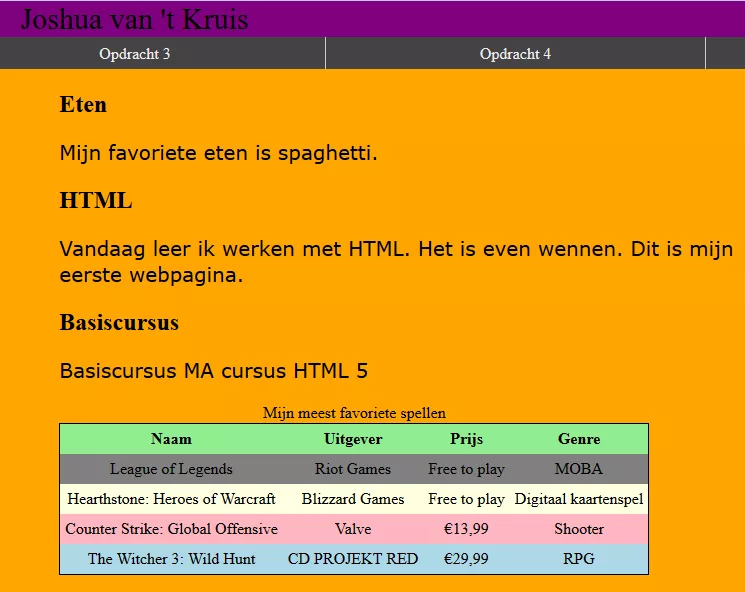 Joshua van 't Kruis
Opdracht 3 Opdracht 4
Eten
Mijn favoriete eten is spaghetti.
HTML
Vandaag leer ik werken met HTML. Het is even wennen. Dit is mijn
eerste webpagina.
Basiscursus
Basiscursus MA cursus HTML 5
Mijn meest favoriete spellen
Naam Uitgever Prijs Genre
League of Legends Riot Games Free to play MOBA
Hearthstone: Heroes of Warcraft Blizzard Games Free to play Digitaal kaartenspel
Counter Strike: Global Offensive Valve €13,99 Shooter
The Witcher 3: Wild Hunt CD PROJEKT RED €29,99 RPG